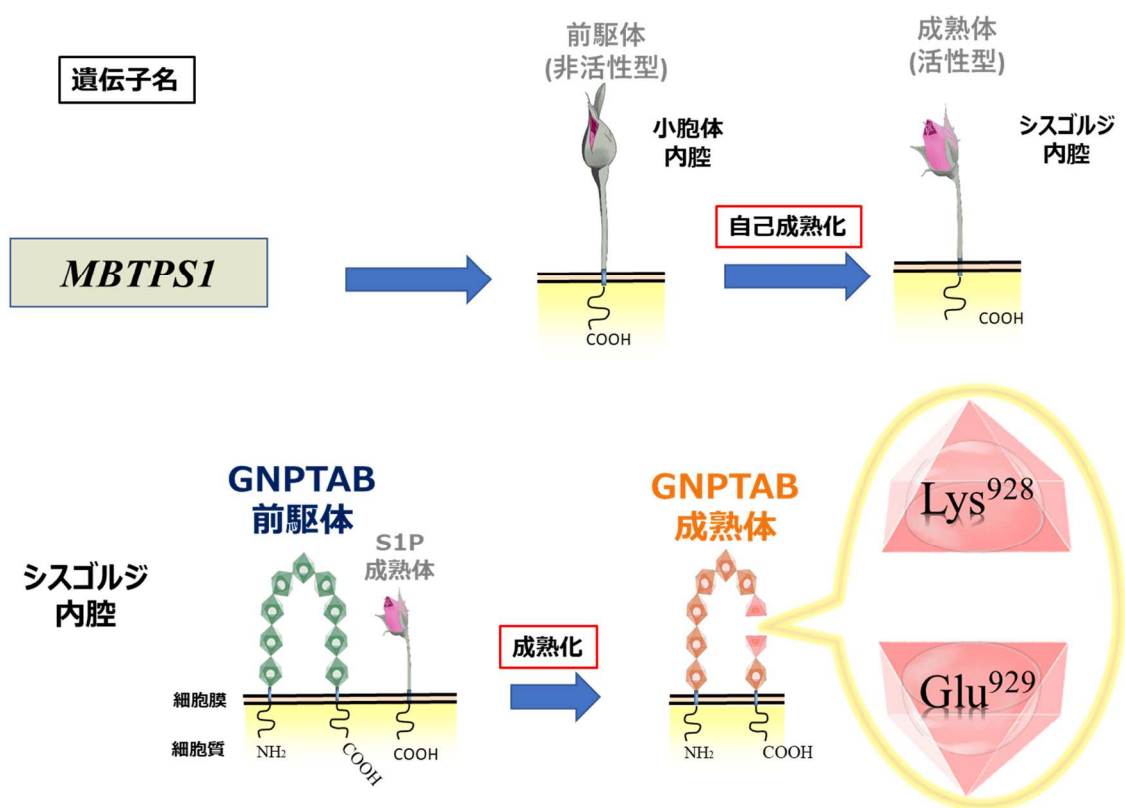 遺伝子名
前駆体
(非活性型)
成熟体
(活性型)
小胞体
内腔
シスゴルジ
内腔
自己成熟化
MBTPS1
COOH
COOH
GNPTAB
前駆体
S1P
成熟体
GNPTAB
成熟体
Lys928
シスゴルジ
内腔
成熟化
Glu929
細胞膜
細胞質
NH2
COOH
COOH
NH2
COOH